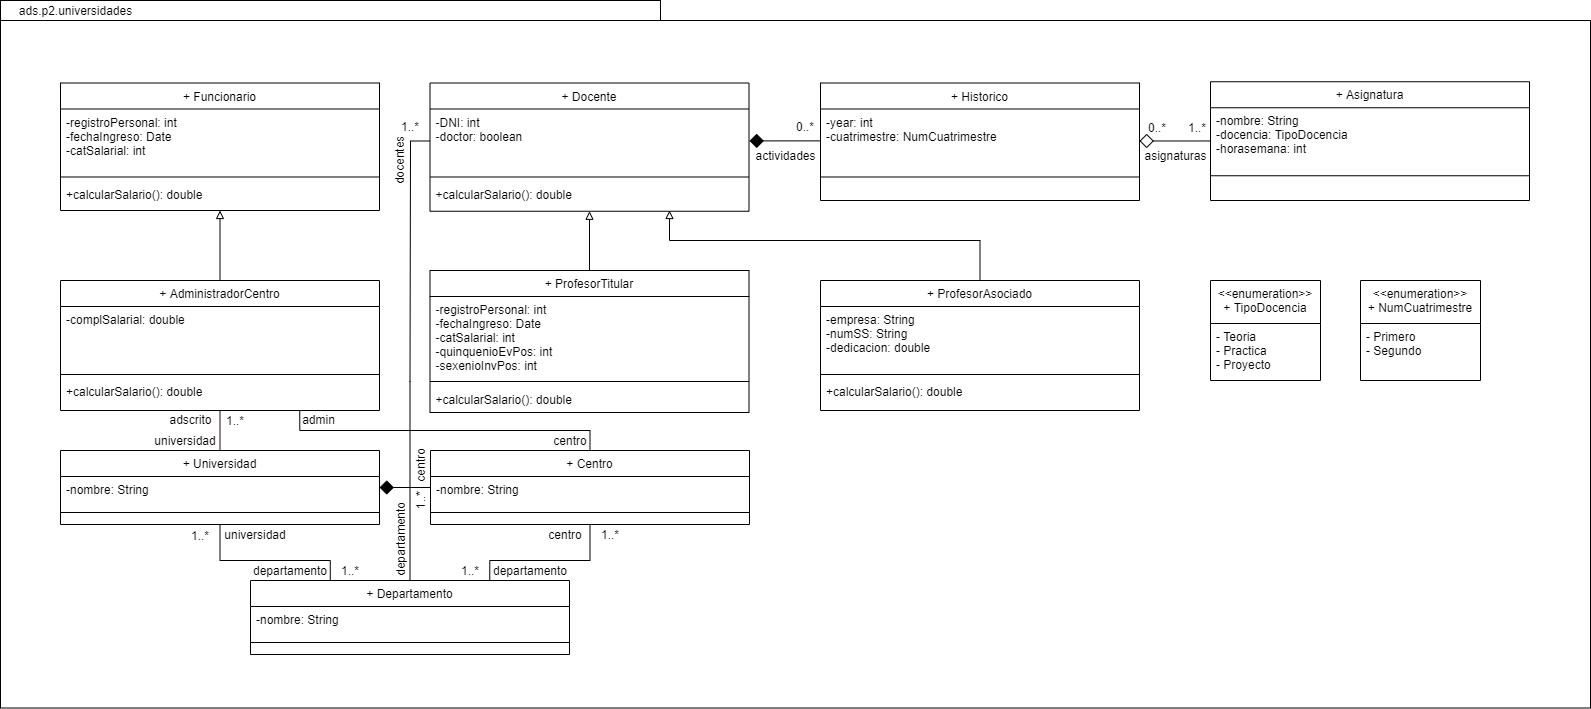 ads.p2.universidades
+ Funcionario
-registroPersonal: int
-fechaIngreso: Date
-catSalarial: int
+calcularSalario(): double
+ Docente
-DNI: int
-doctor: boolean
+calcularSalario(): double
1..*
docentes
0..*
actividades
+ Historico
-year: int
-cuatrimestre: NumCuatrimestre
0..*
1..*
asignaturas
+ Asignatura
-nombre: String
-docencia: TipoDocencia
-horasemana: int
+ AdministradorCentro
-complSalarial: double
+calcularSalario(): double
+ ProfesorTitular
-registroPersonal: int
-fechaIngreso: Date
-catSalarial: int
-quinquenioEvPos: int
-sexenioInvPos: int
+calcularSalario(): double
+ ProfesorAsociado
-empresa: String
-numSS: String
-dedicacion: double
+calcularSalario(): double
<<enumeration>>
+ TipoDocencia
- Teoria
- Practica
- Proyecto
<<enumeration>>
+ NumCuatrimestre
- Primero
- Segundo
adscrito
1..*
admin
universidad
centro
+ Universidad
-nombre: String
centro
1..*
+ Centro
-nombre: String
departamento
1..*
universidad
centro
1..*
departamento
1..*
1..*
departamento
+ Departamento
-nombre: String